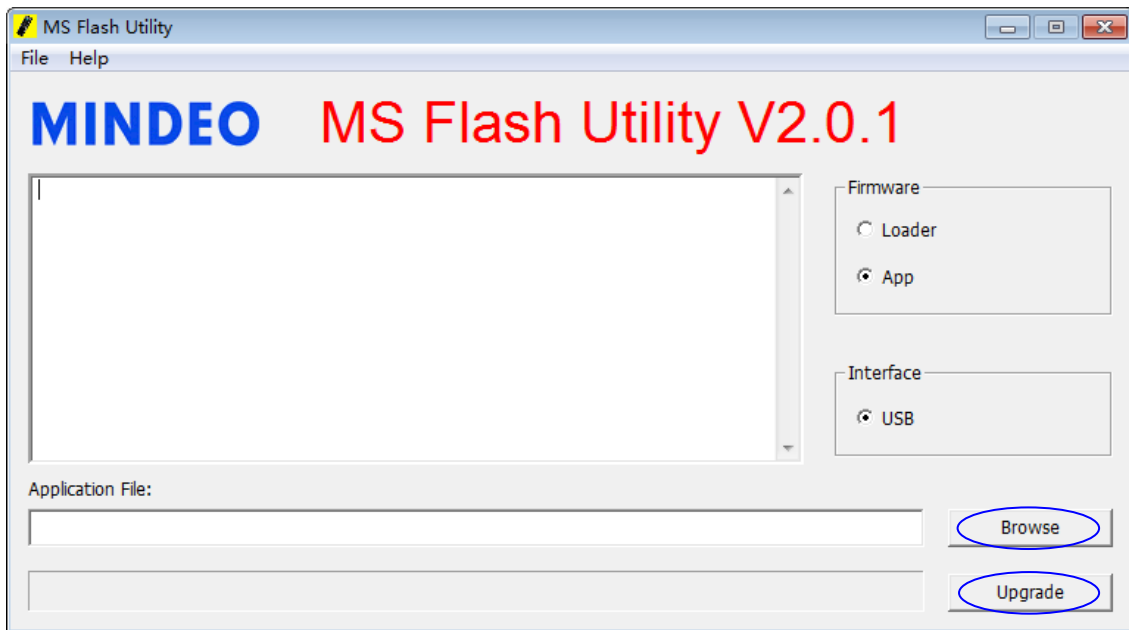 MS Flash Utility
File Help
MINDEO MS Flash Utility V2.0.1
Firmware
Loader
App
Interface
USB
Application File:
Browse
Upgrade